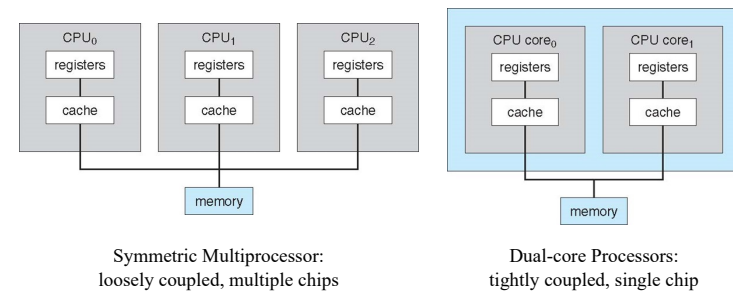 CPU₀
registers
cache
CPU₁
registers
cache
CPU₂
registers
cache
memory
Symmetric Multiprocessor:
loosely coupled, multiple chips
CPU core₀
registers
cache
CPU core₁
registers
cache
memory
Dual-core Processors:
tightly coupled, single chip